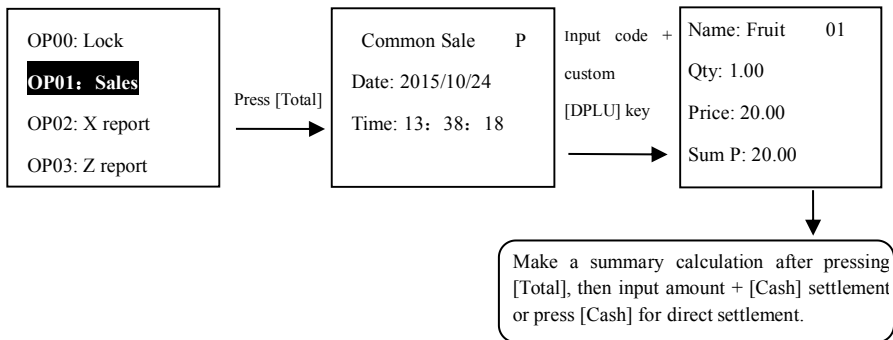 OP00: Lock
OP01：Sales
OP02: X report
OP03: Z report
Press [Total]
Common Sale P
Date: 2015/10/24
Time: 13：38：18
Input code +
custom
[DPLU] key
Name: Fruit 01
Qty: 1.00
Price: 20.00
Sum P: 20.00
Make a summary calculation after pressing
[Total], then input amount + [Cash] settlement
or press [Cash] for direct settlement.